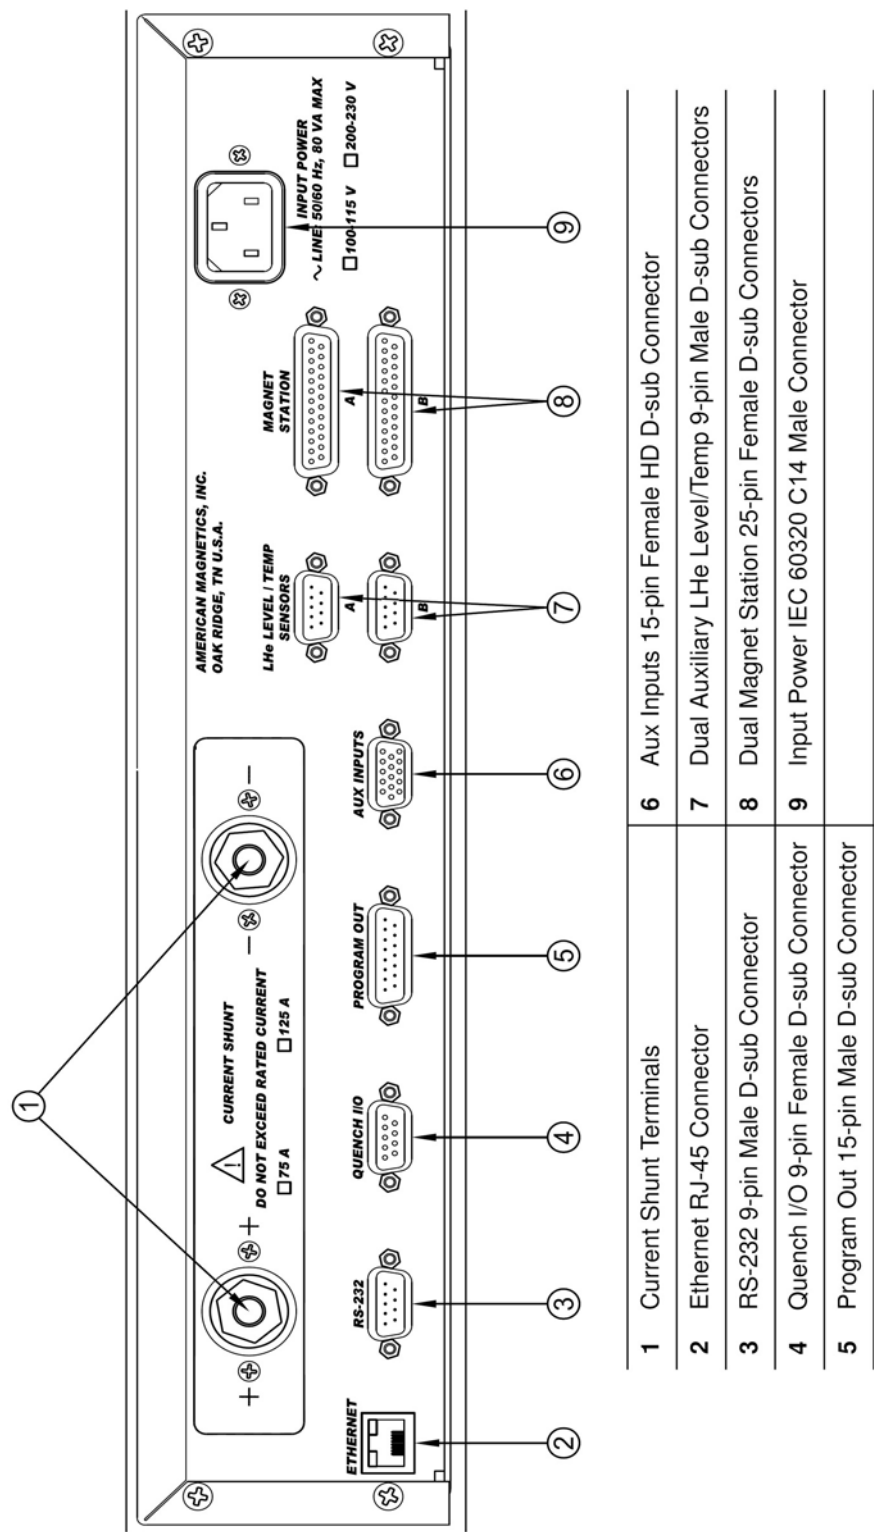 1
CURRENT SHUNT
DO NOT EXCEED RATED CURRENT
75 A
125 A
+ +
− −
AMERICAN MAGNETICS, INC.
OAK RIDGE, TN U.S.A.
LHe LEVEL / TEMP
SENSORS
A
B
MAGNET
STATION
A
B
INPUT POWER
~ LINE: 50/60 Hz, 80 VA MAX
100-115 V
200-230 V
ETHERNET
RS-232
QUENCH I/O
PROGRAM OUT
AUX INPUTS
2
3
4
5
6
7
8
9
1 Current Shunt Terminals
2 Ethernet RJ-45 Connector
3 RS-232 9-pin Male D-sub Connector
4 Quench I/O 9-pin Female D-sub Connector
5 Program Out 15-pin Male D-sub Connector
6 Aux Inputs 15-pin Female HD D-sub Connector
7 Dual Auxiliary LHe Level/Temp 9-pin Male D-sub Connectors
8 Dual Magnet Station 25-pin Female D-sub Connectors
9 Input Power IEC 60320 C14 Male Connector